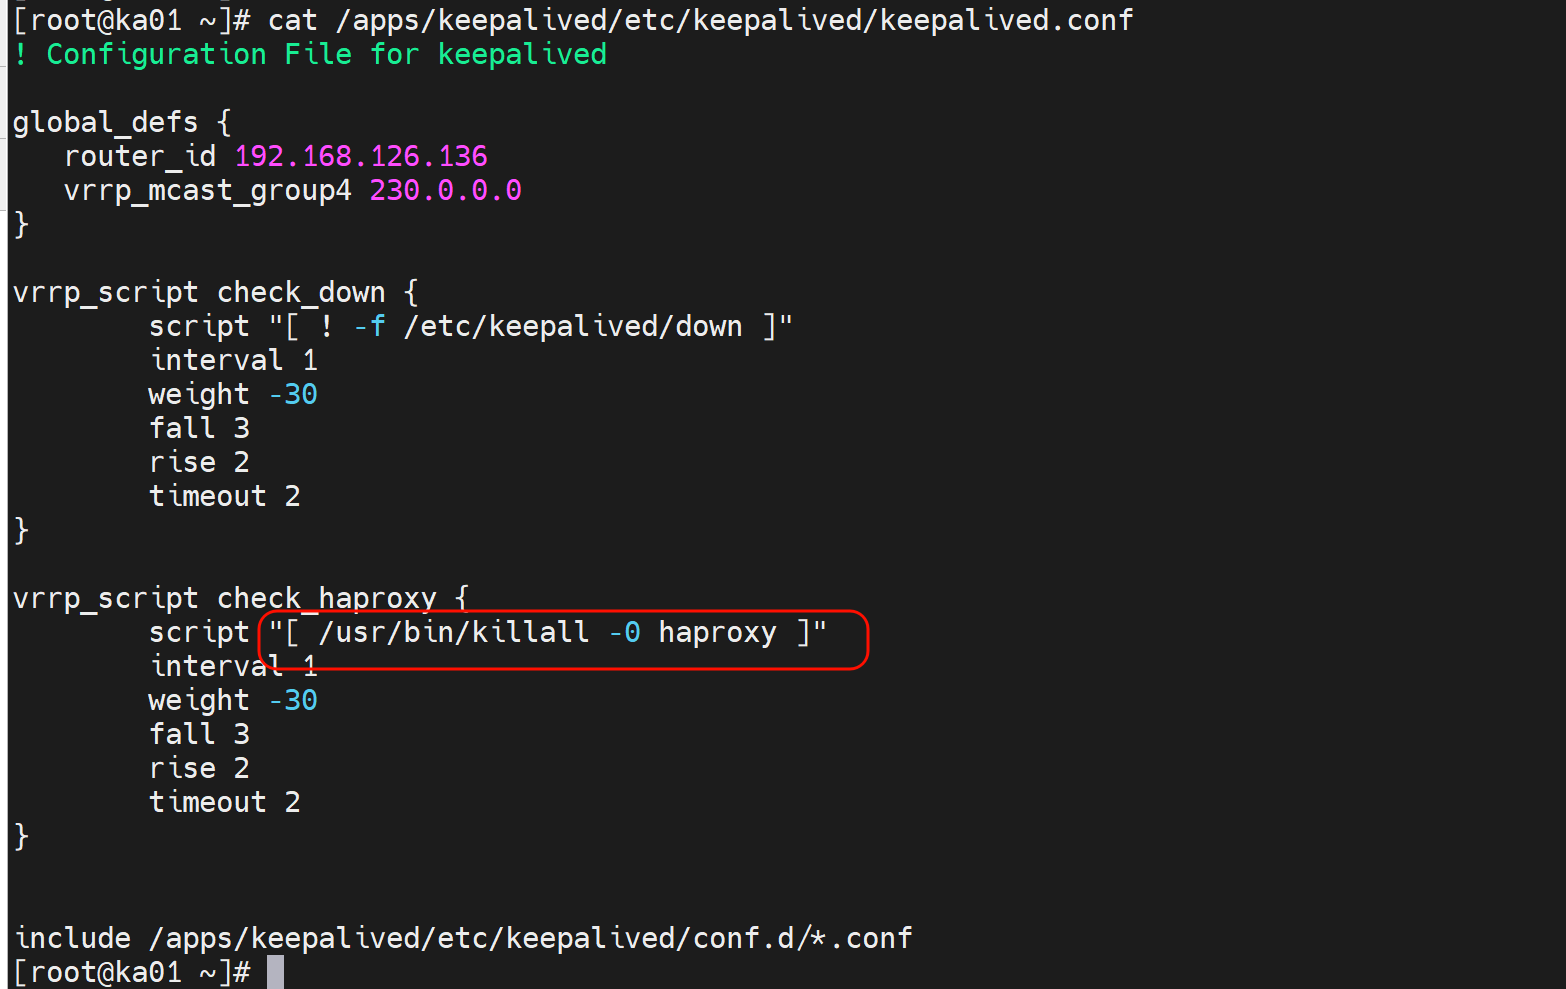 [root@ka01 ~]# cat /apps/keepalived/etc/keepalived/keepalived.conf
! Configuration File for keepalived
global_defs {
   router_id 192.168.126.136
   vrrp_mcast_group4 230.0.0.0
}
vrrp_script check_down {
        script "[ ! -f /etc/keepalived/down ]"
        interval 1
        weight -30
        fall 3
        rise 2
        timeout 2
}
vrrp_script check_haproxy {
        script "[ /usr/bin/killall -0 haproxy ]"
        interval 1
        weight -30
        fall 3
        rise 2
        timeout 2
}
include /apps/keepalived/etc/keepalived/conf.d/*.conf
[root@ka01 ~]#